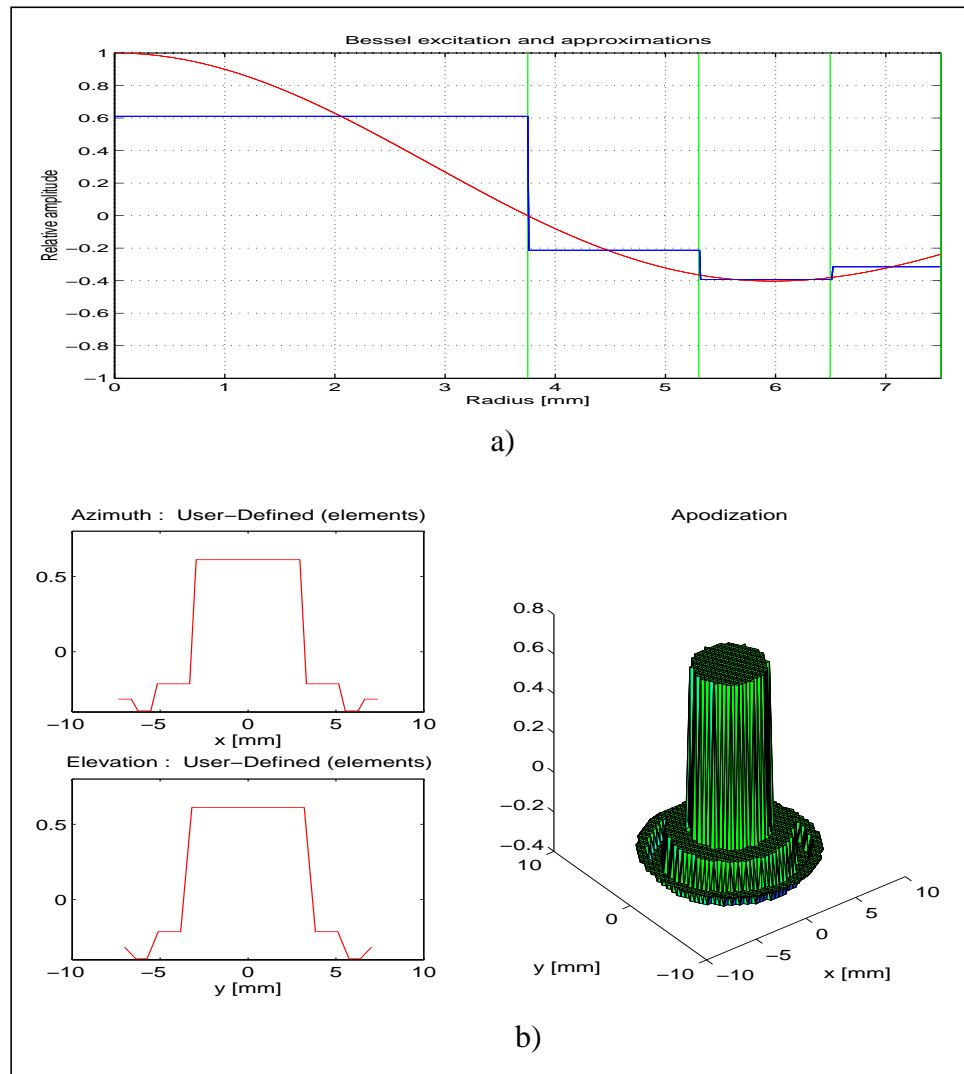 Bessel excitation and approximations
1
0.8
0.6
0.4
0.2
0
−0.2
−0.4
−0.6
−0.8
−1
Relative amplitude
0 1 2 3 4 5 6 7
Radius [mm]
a)
Azimuth : User−Defined (elements)
0.5
0
−10 −5 0 5 10
x [mm]
Elevation : User−Defined (elements)
0.5
0
−10 −5 0 5 10
y [mm]
Apodization
0.8
0.6
0.4
0.2
0
−0.2
−0.4
10
0
−10
y [mm]
−10
−5
0
5
10
x [mm]
b)